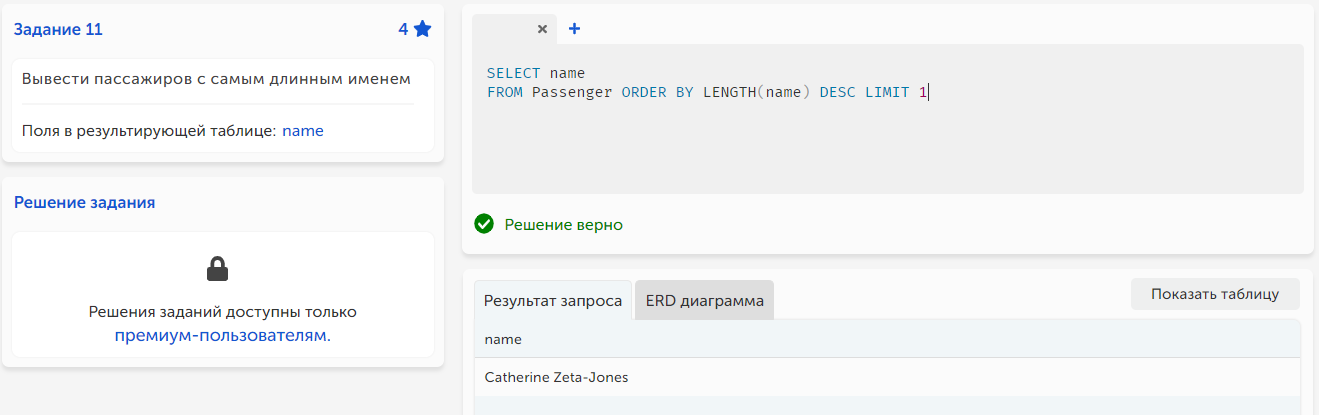 Задание 11
4
Вывести пассажиров с самым длинным именем
Поля в результирующей таблице: name
Решение задания
Решения заданий доступны только
премиум-пользователям.
SELECT name
FROM Passenger ORDER BY LENGTH(name) DESC LIMIT 1
Решение верно
Результат запроса
ERD диаграмма
Показать таблицу
name
Catherine Zeta-Jones